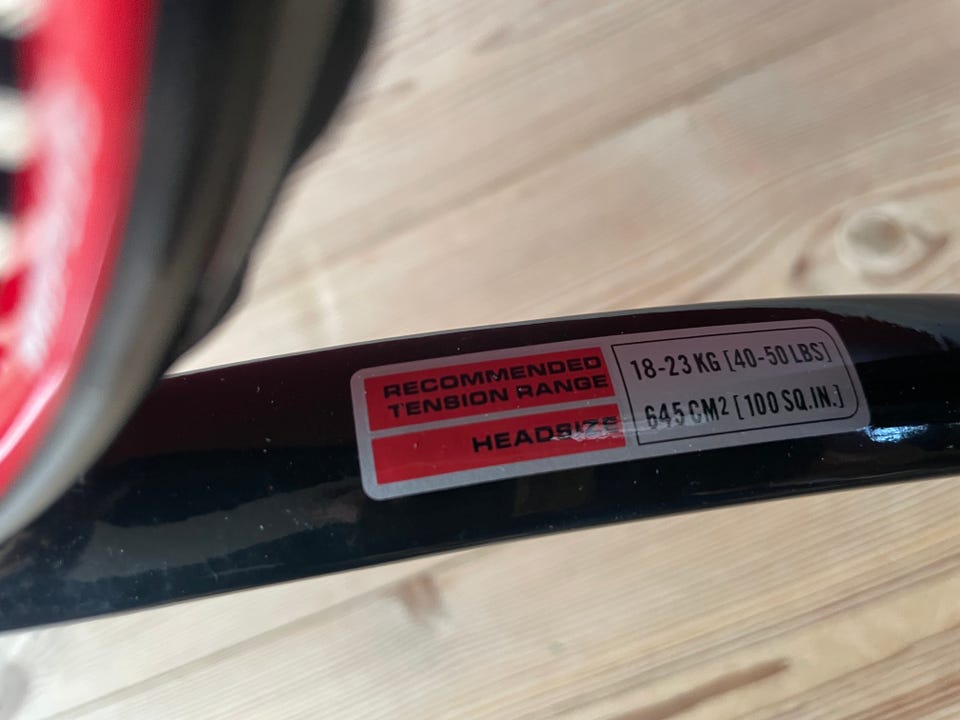 RECOMMENDED
TENSION RANGE
18-23 KG [40-50 LBS]
HEADSIZE
645 CM² [100 SQ.IN.]